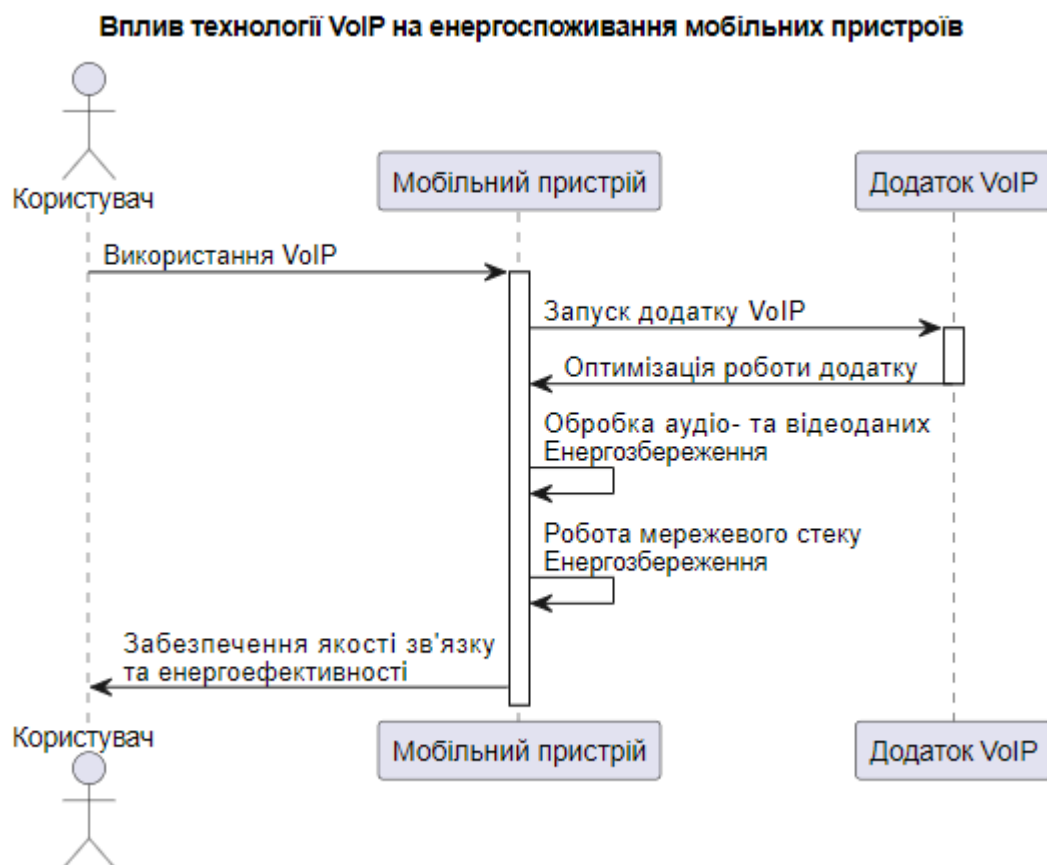 Вплив технології VoIP на енергоспоживання мобільних пристроїв
Користувач
Мобільний пристрій
Додаток VoIP
Використання VoIP
Запуск додатку VoIP
Оптимізація роботи додатку
Обробка аудіо- та відеоданих
Енергозбереження
Робота мережевого стеку
Енергозбереження
Забезпечення якості зв'язку
та енергоефективності
Користувач
Мобільний пристрій
Додаток VoIP